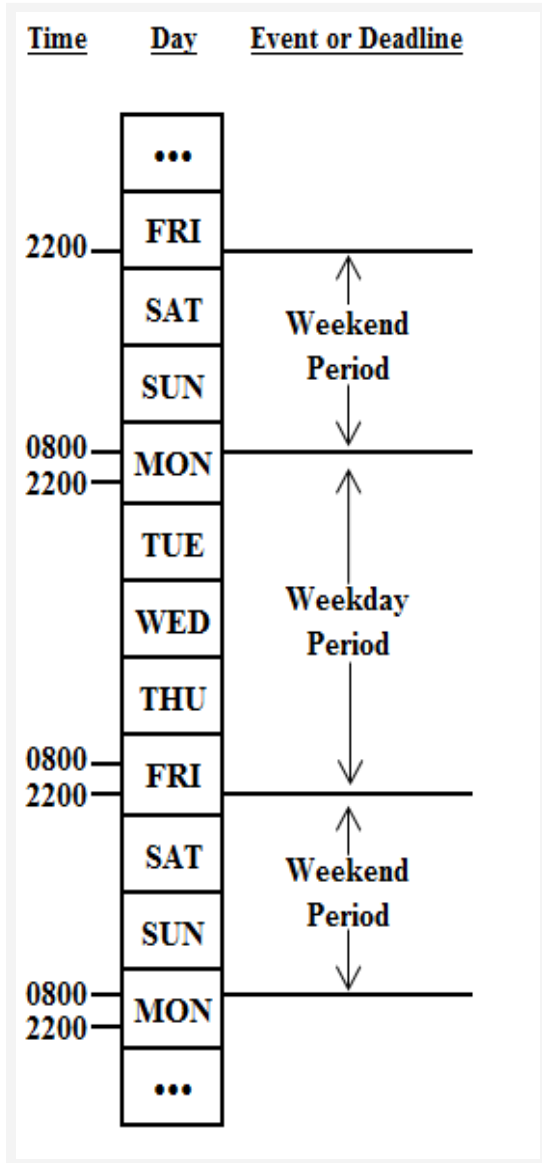 Time Day Event or Deadline
•••
2200 FRI
SAT
Weekend
Period
SUN
0800
MON
2200
TUE
Weekday
WED
Period
THU
0800
FRI
2200
SAT
Weekend
Period
SUN
0800
MON
2200
•••